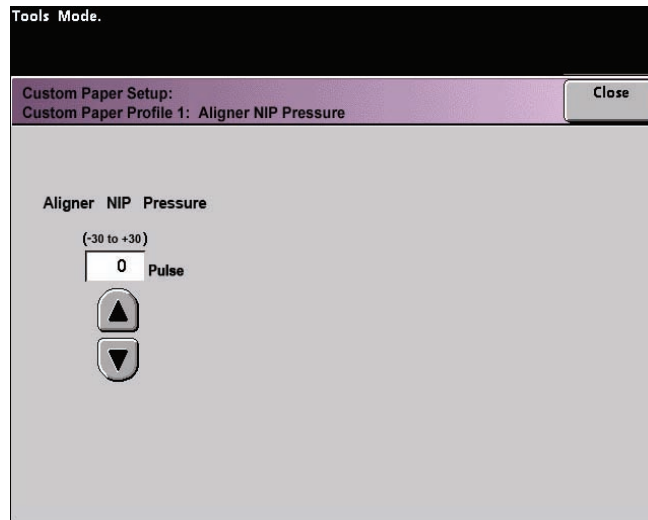 Tools Mode.
Custom Paper Setup:
Close
Custom Paper Profile 1: Aligner NIP Pressure
Aligner NIP Pressure
(-30 to +30)
0 Pulse